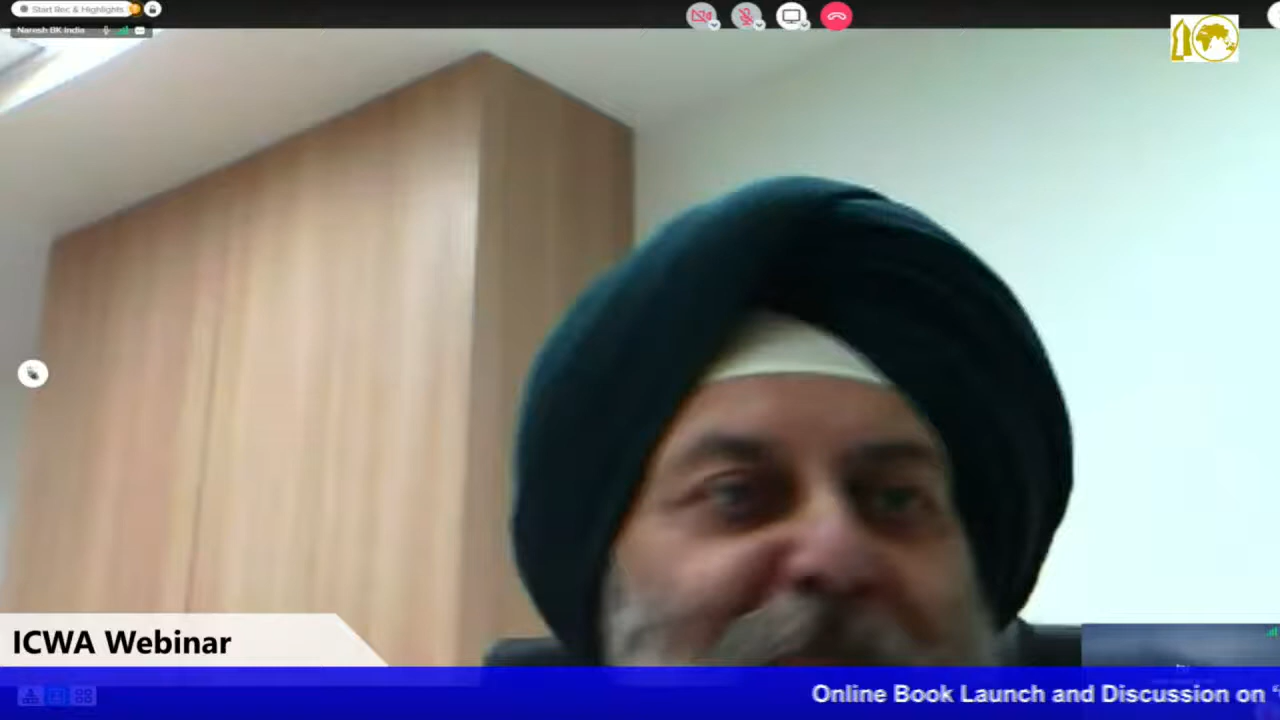 Start Rec & Highlights
Naresh BK India
ICWA Webinar
Online Book Launch and Discussion on "